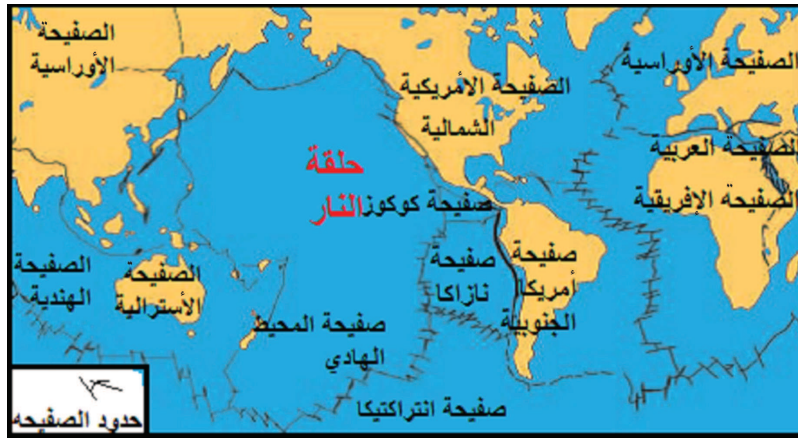 الصفيحة
الأوراسية
الصفيحة الأمريكية
الشمالية
الصفيحة الأوراسية
الصفيحة العربية
الصفيحة الإفريقية
حلقة
النار
صفيحة كوكوز
الصفيحة
الهندية
الصفيحة
الأسترالية
صفيحة المحيط
الهادي
صفيحة
نازاكا
صفيحة
أمريكا
الجنوبية
صفيحة انتراكتيكا
حدود الصفيحه